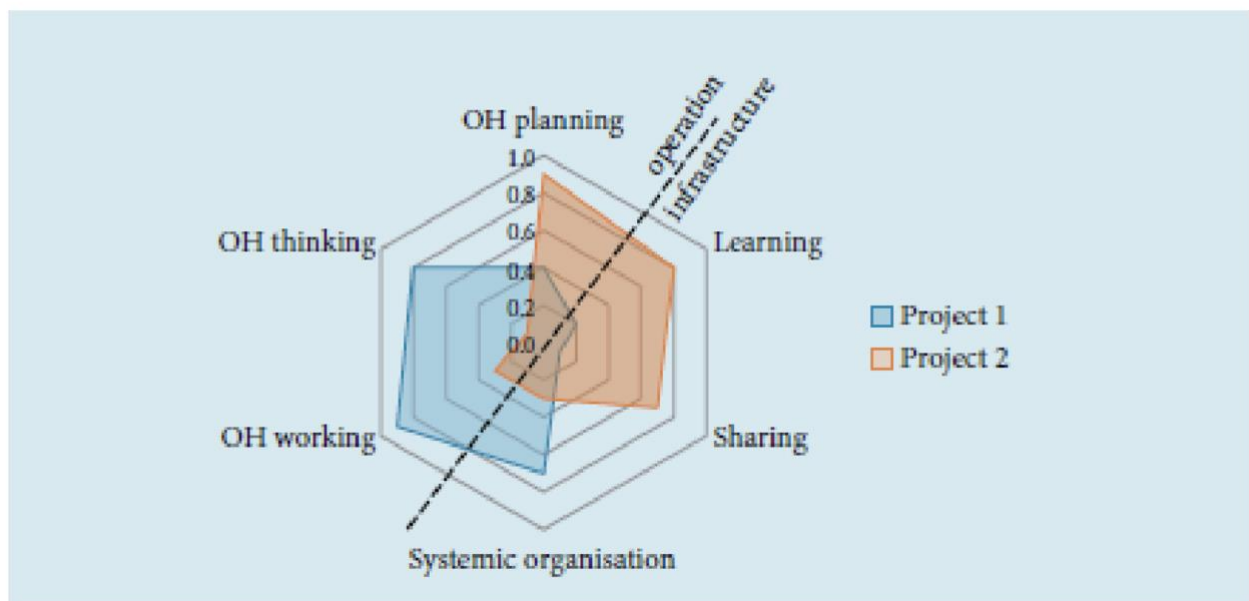 operation
infrastructure
OH planning
1.0
0.8
0.6
0.4
0.2
0.0
OH thinking
Learning
OH working
Sharing
Systemic organisation
Project 1
Project 2